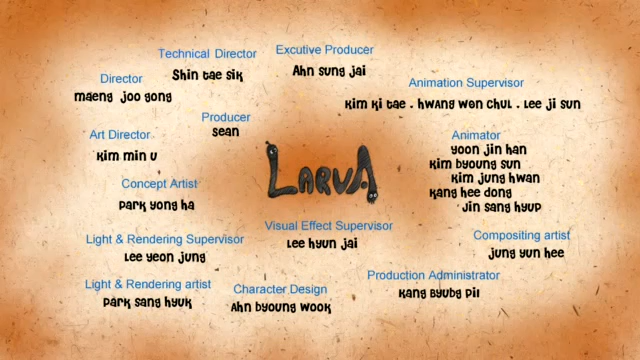 Technical Director
Shin tae sik
Excutive Producer
Ahn sung jai
Director
maeng joo gong
Animation Supervisor
Kim Ki tae . hwang won chul . Lee ji sun
Producer
sean
Art Director
Kim min u
Animator
yoon jin han
Kim byoung sun
Kim jung hwan
Kang hee dong
Jin sang hyup
LARVA
Concept Artist
park yong ha
Visual Effect Supervisor
Lee hyun jai
Light & Rendering Supervisor
Lee yeon jung
Compositing artist
jung yun hee
Light & Rendering artist
park sang hyuk
Character Design
Ahn byoung wook
Production Administrator
Kang Byubg pil